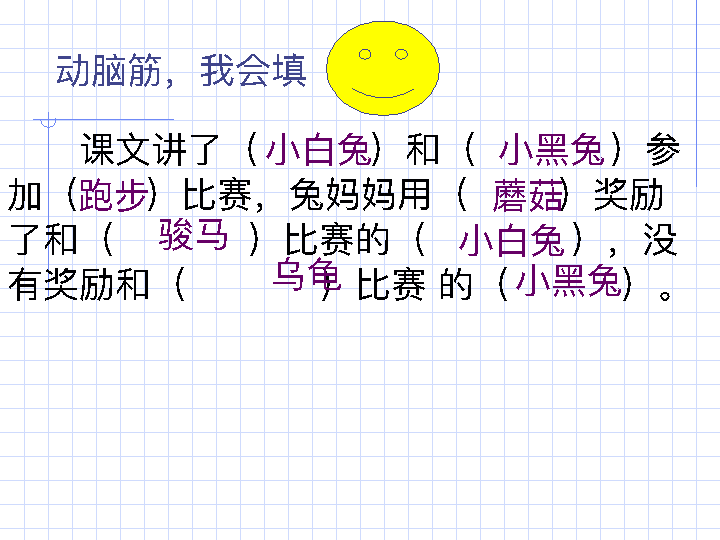 动脑筋，我会填
课文讲了（小白兔）和（ 小黑兔 ）参
加（跑步）比赛，兔妈妈用（ 蘑菇）奖励
了和（ 骏马 ）比赛的（ 小白兔 ），没
有奖励和（ 乌龟 ）比赛 的（小黑兔）。